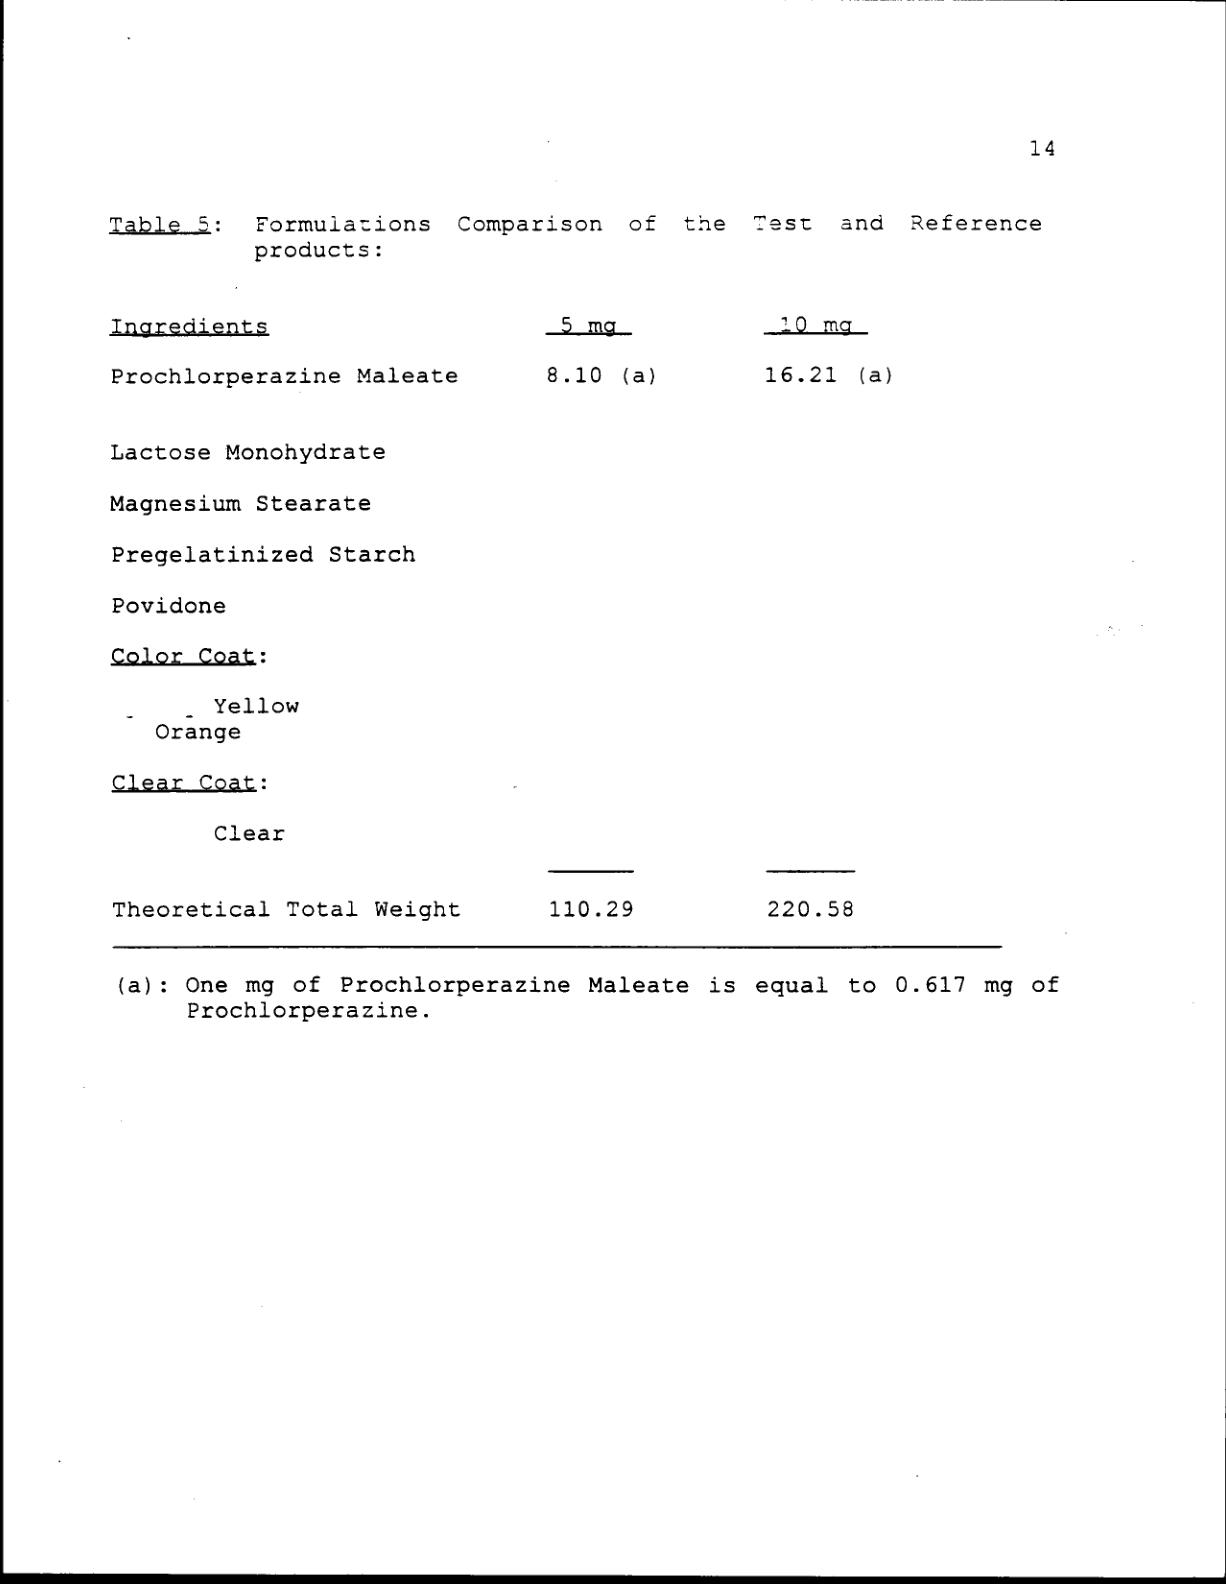 14
Table 5: Formulations Comparison of the Test and Reference
products:
Ingredients 5 mg 10 mg
Prochlorperazine Maleate 8.10 (a) 16.21 (a)
Lactose Monohydrate
Magnesium Stearate
Pregelatinized Starch
Povidone
Color Coat:
Yellow
Orange
Clear Coat:
Clear
Theoretical Total Weight 110.29 220.58
(a): One mg of Prochlorperazine Maleate is equal to 0.617 mg of
Prochlorperazine.